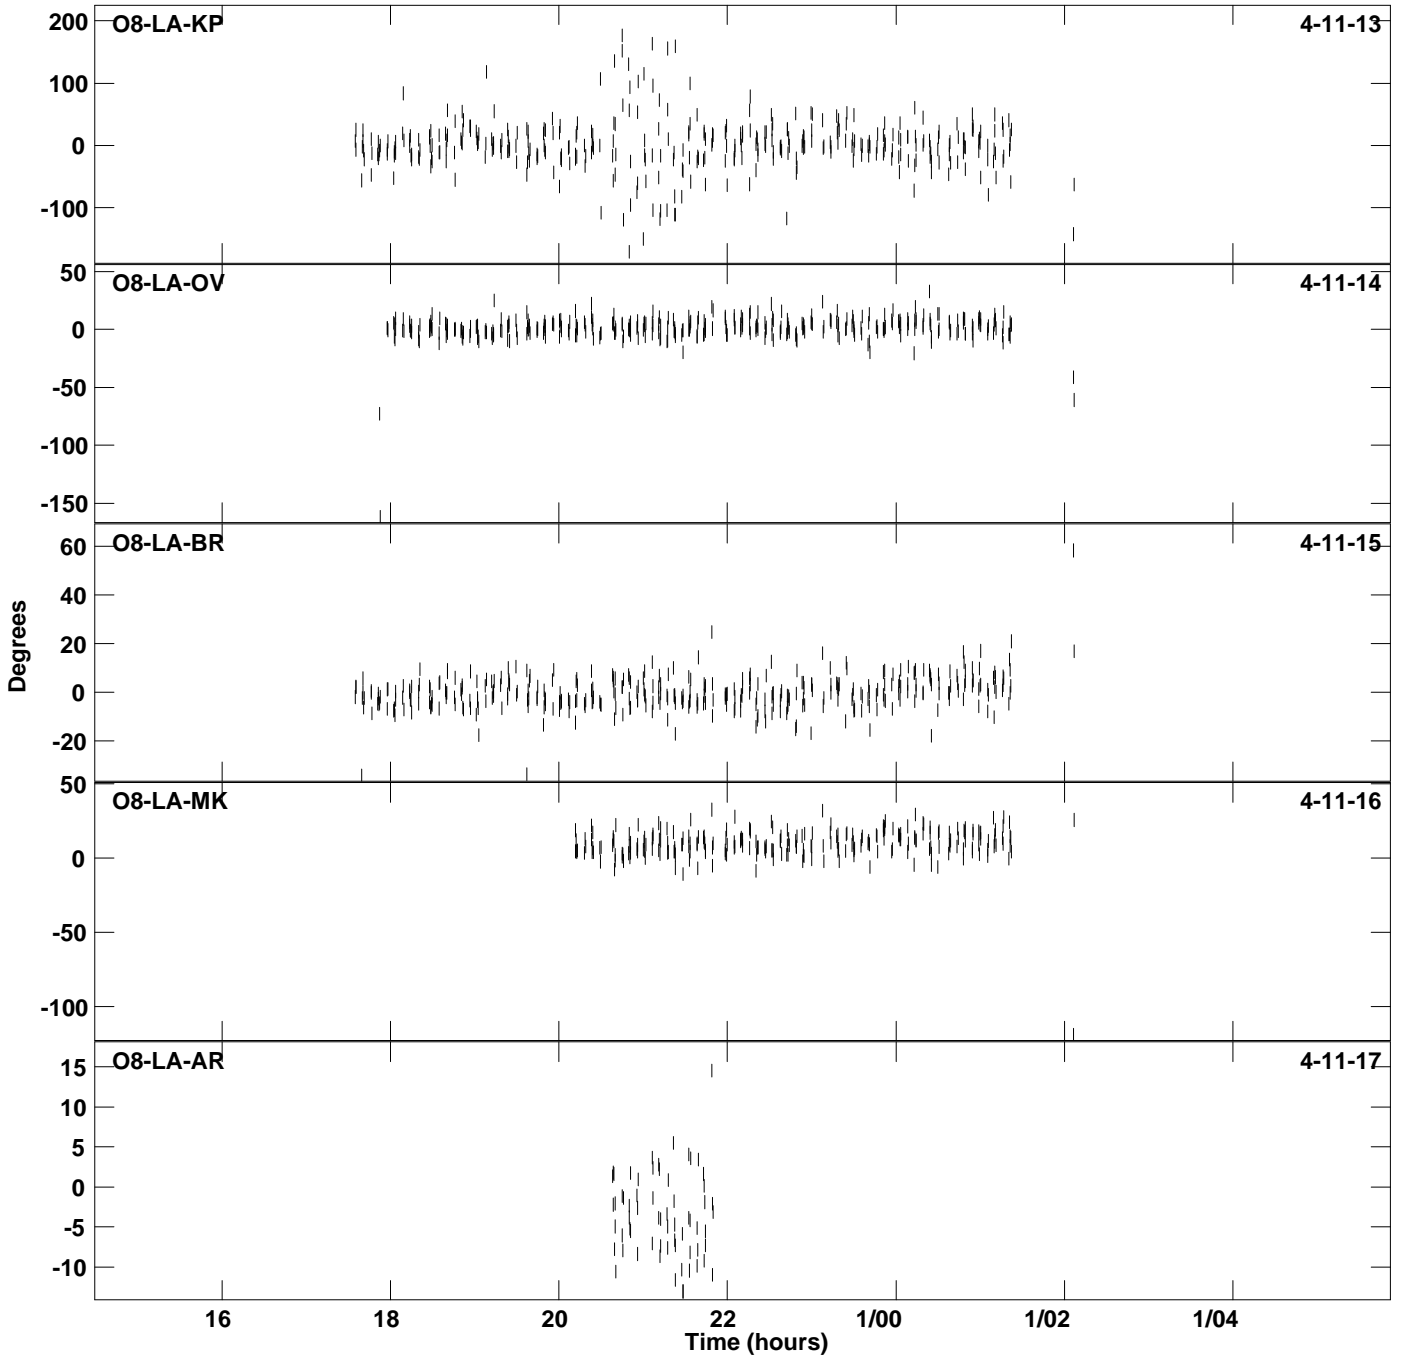 200 O8-LA-KP 4-11-13
100
0
-100
50 O8-LA-OV 4-11-14
0
-50
-100
-150
60 O8-LA-BR 4-11-15
40
20
0
-20
Degrees
50 O8-LA-MK 4-11-16
0
-50
-100
15 O8-LA-AR 4-11-17
10
5
0
-5
-10
16 18 20 22 1/00 1/02 1/04
Time (hours)